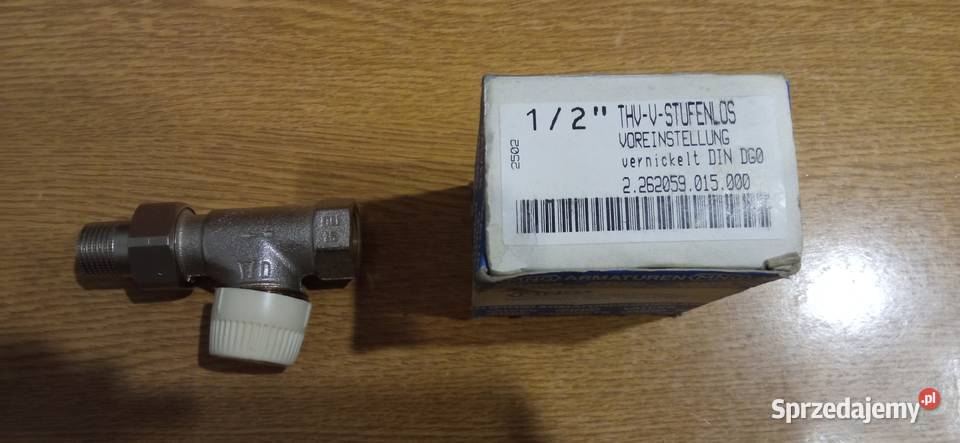 1/2" THV-V-STUFENLOS
VOREINSTELLUNG
vernickelt DIN DG0
2.262059.015.000
2502
ARMATUREN
Sprzedajemy.pl